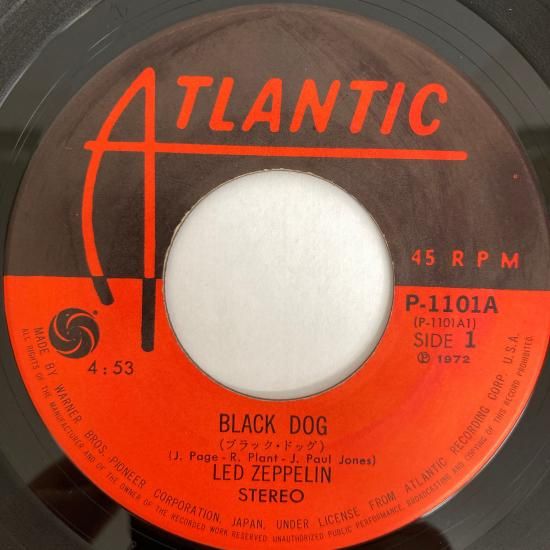 ATLANTIC
45 RPM
P-1101A
(P-1101A1)
SIDE 1
Ⓟ 1972
4:53
BLACK DOG
(ブラック・ドッグ)
(J. Page - R. Plant - J. Paul Jones)
LED ZEPPELIN
STEREO
MADE BY WARNER BROS.-PIONEER CORPORATION, JAPAN, UNDER LICENSE FROM ATLANTIC RECORDING CORP. U.S.A.
ALL RIGHTS OF THE MANUFACTURER AND OF THE OWNER OF THE RECORDED WORK RESERVED. UNAUTHORIZED PUBLIC PERFORMANCE, BROADCASTING AND COPYING OF THIS RECORD PROHIBITED.